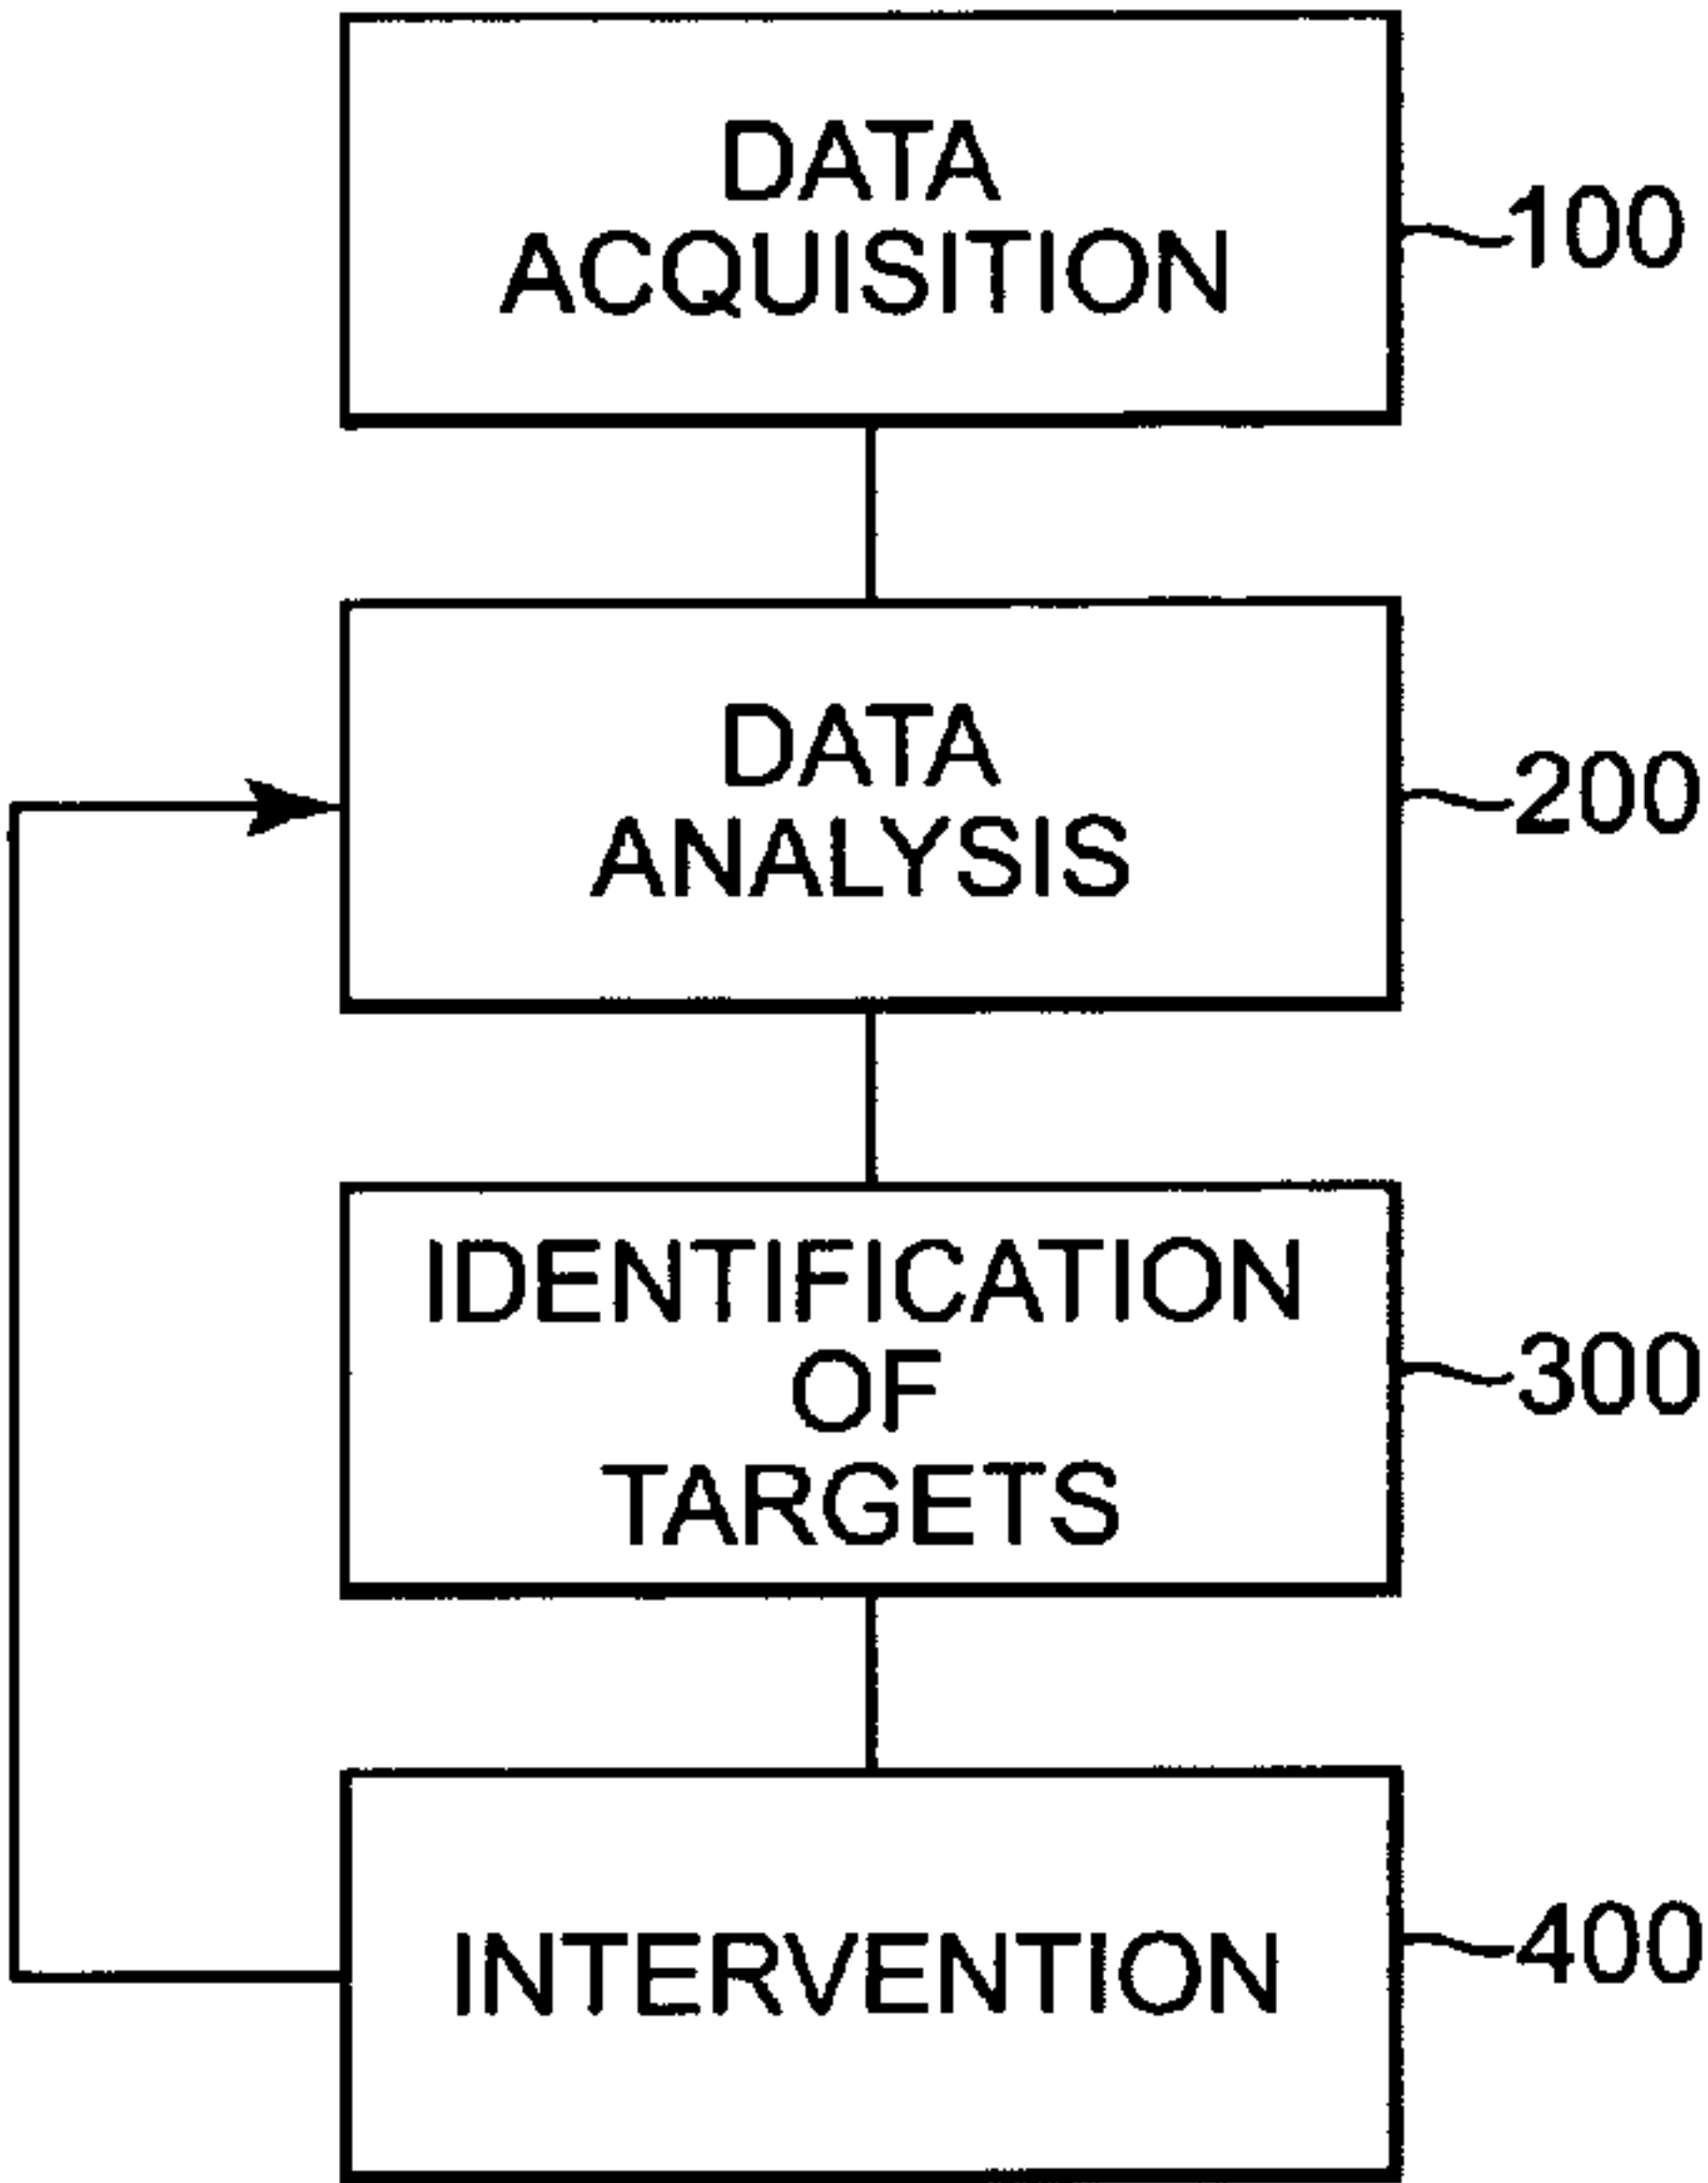 DATA
ACQUISITION
100
DATA
ANALYSIS
200
IDENTIFICATION
OF
TARGETS
300
INTERVENTION
400